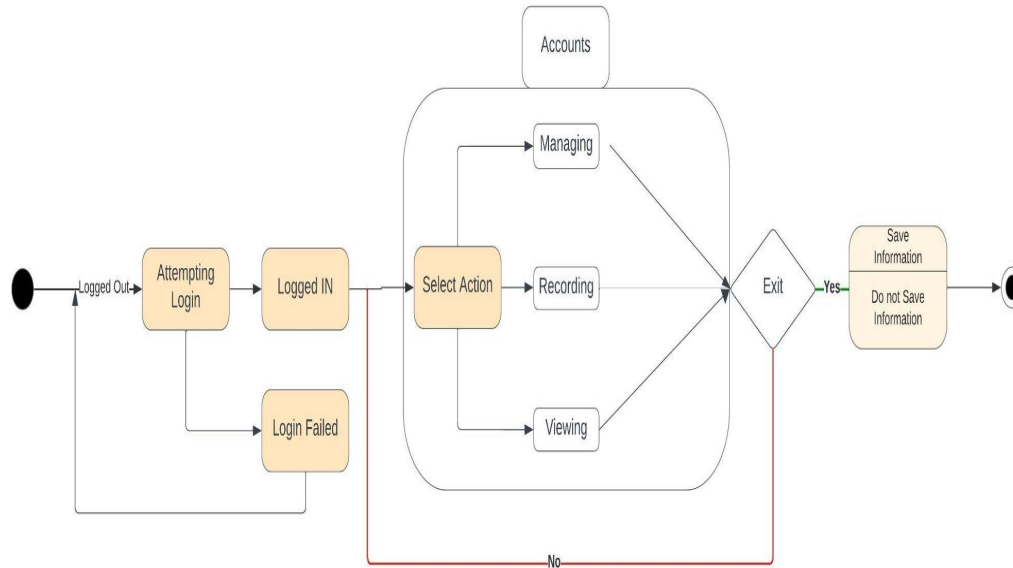 Accounts
Managing
Logged Out
Attempting
Login
Logged IN
Select Action
Recording
Exit
Yes
Save
Information
Do not Save
Information
Login Failed
Viewing
No